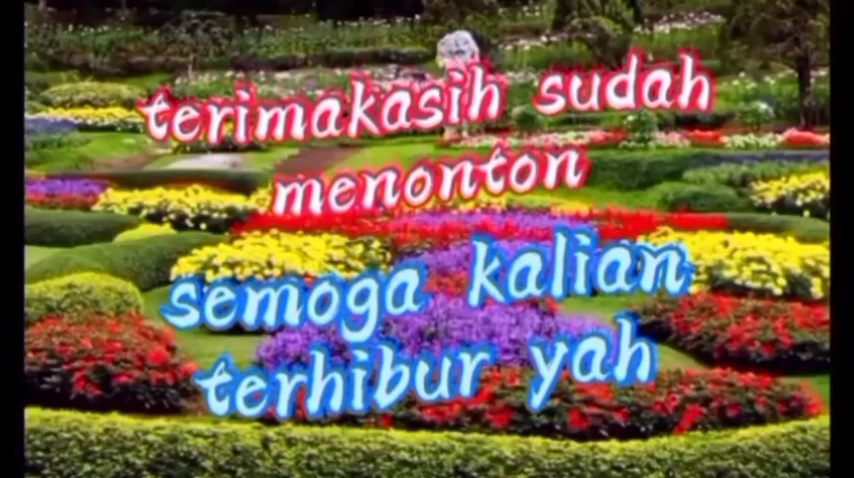 terimakasih sudah
menonton
semoga kalian
terhibur yah